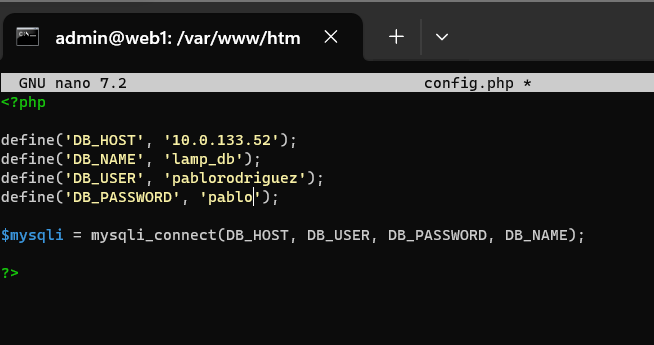 admin@web1: /var/www/htm
GNU nano 7.2 config.php *
<?php
define('DB_HOST', '10.0.133.52');
define('DB_NAME', 'lamp_db');
define('DB_USER', 'pablorodriguez');
define('DB_PASSWORD', 'pablo');
$mysqli = mysqli_connect(DB_HOST, DB_USER, DB_PASSWORD, DB_NAME);
?>